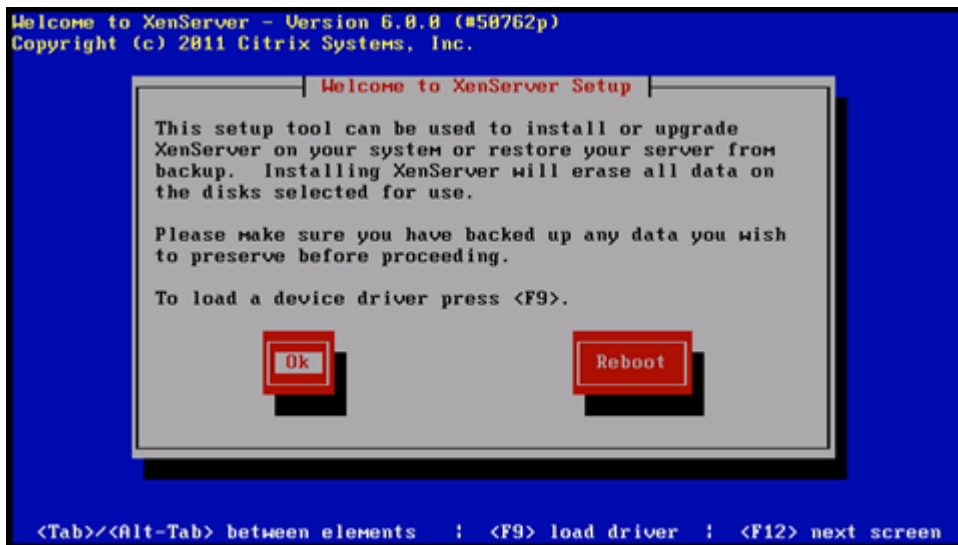 Welcome to XenServer - Version 6.0.0 (#50762p)
Copyright (c) 2011 Citrix Systems, Inc.
Welcome to XenServer Setup
This setup tool can be used to install or upgrade
XenServer on your system or restore your server from
backup.  Installing XenServer will erase all data on
the disks selected for use.
Please make sure you have backed up any data you wish
to preserve before proceeding.
To load a device driver press <F9>.
Ok Reboot
<Tab>/<Alt-Tab> between elements ¦ <F9> load driver ¦ <F12> next screen